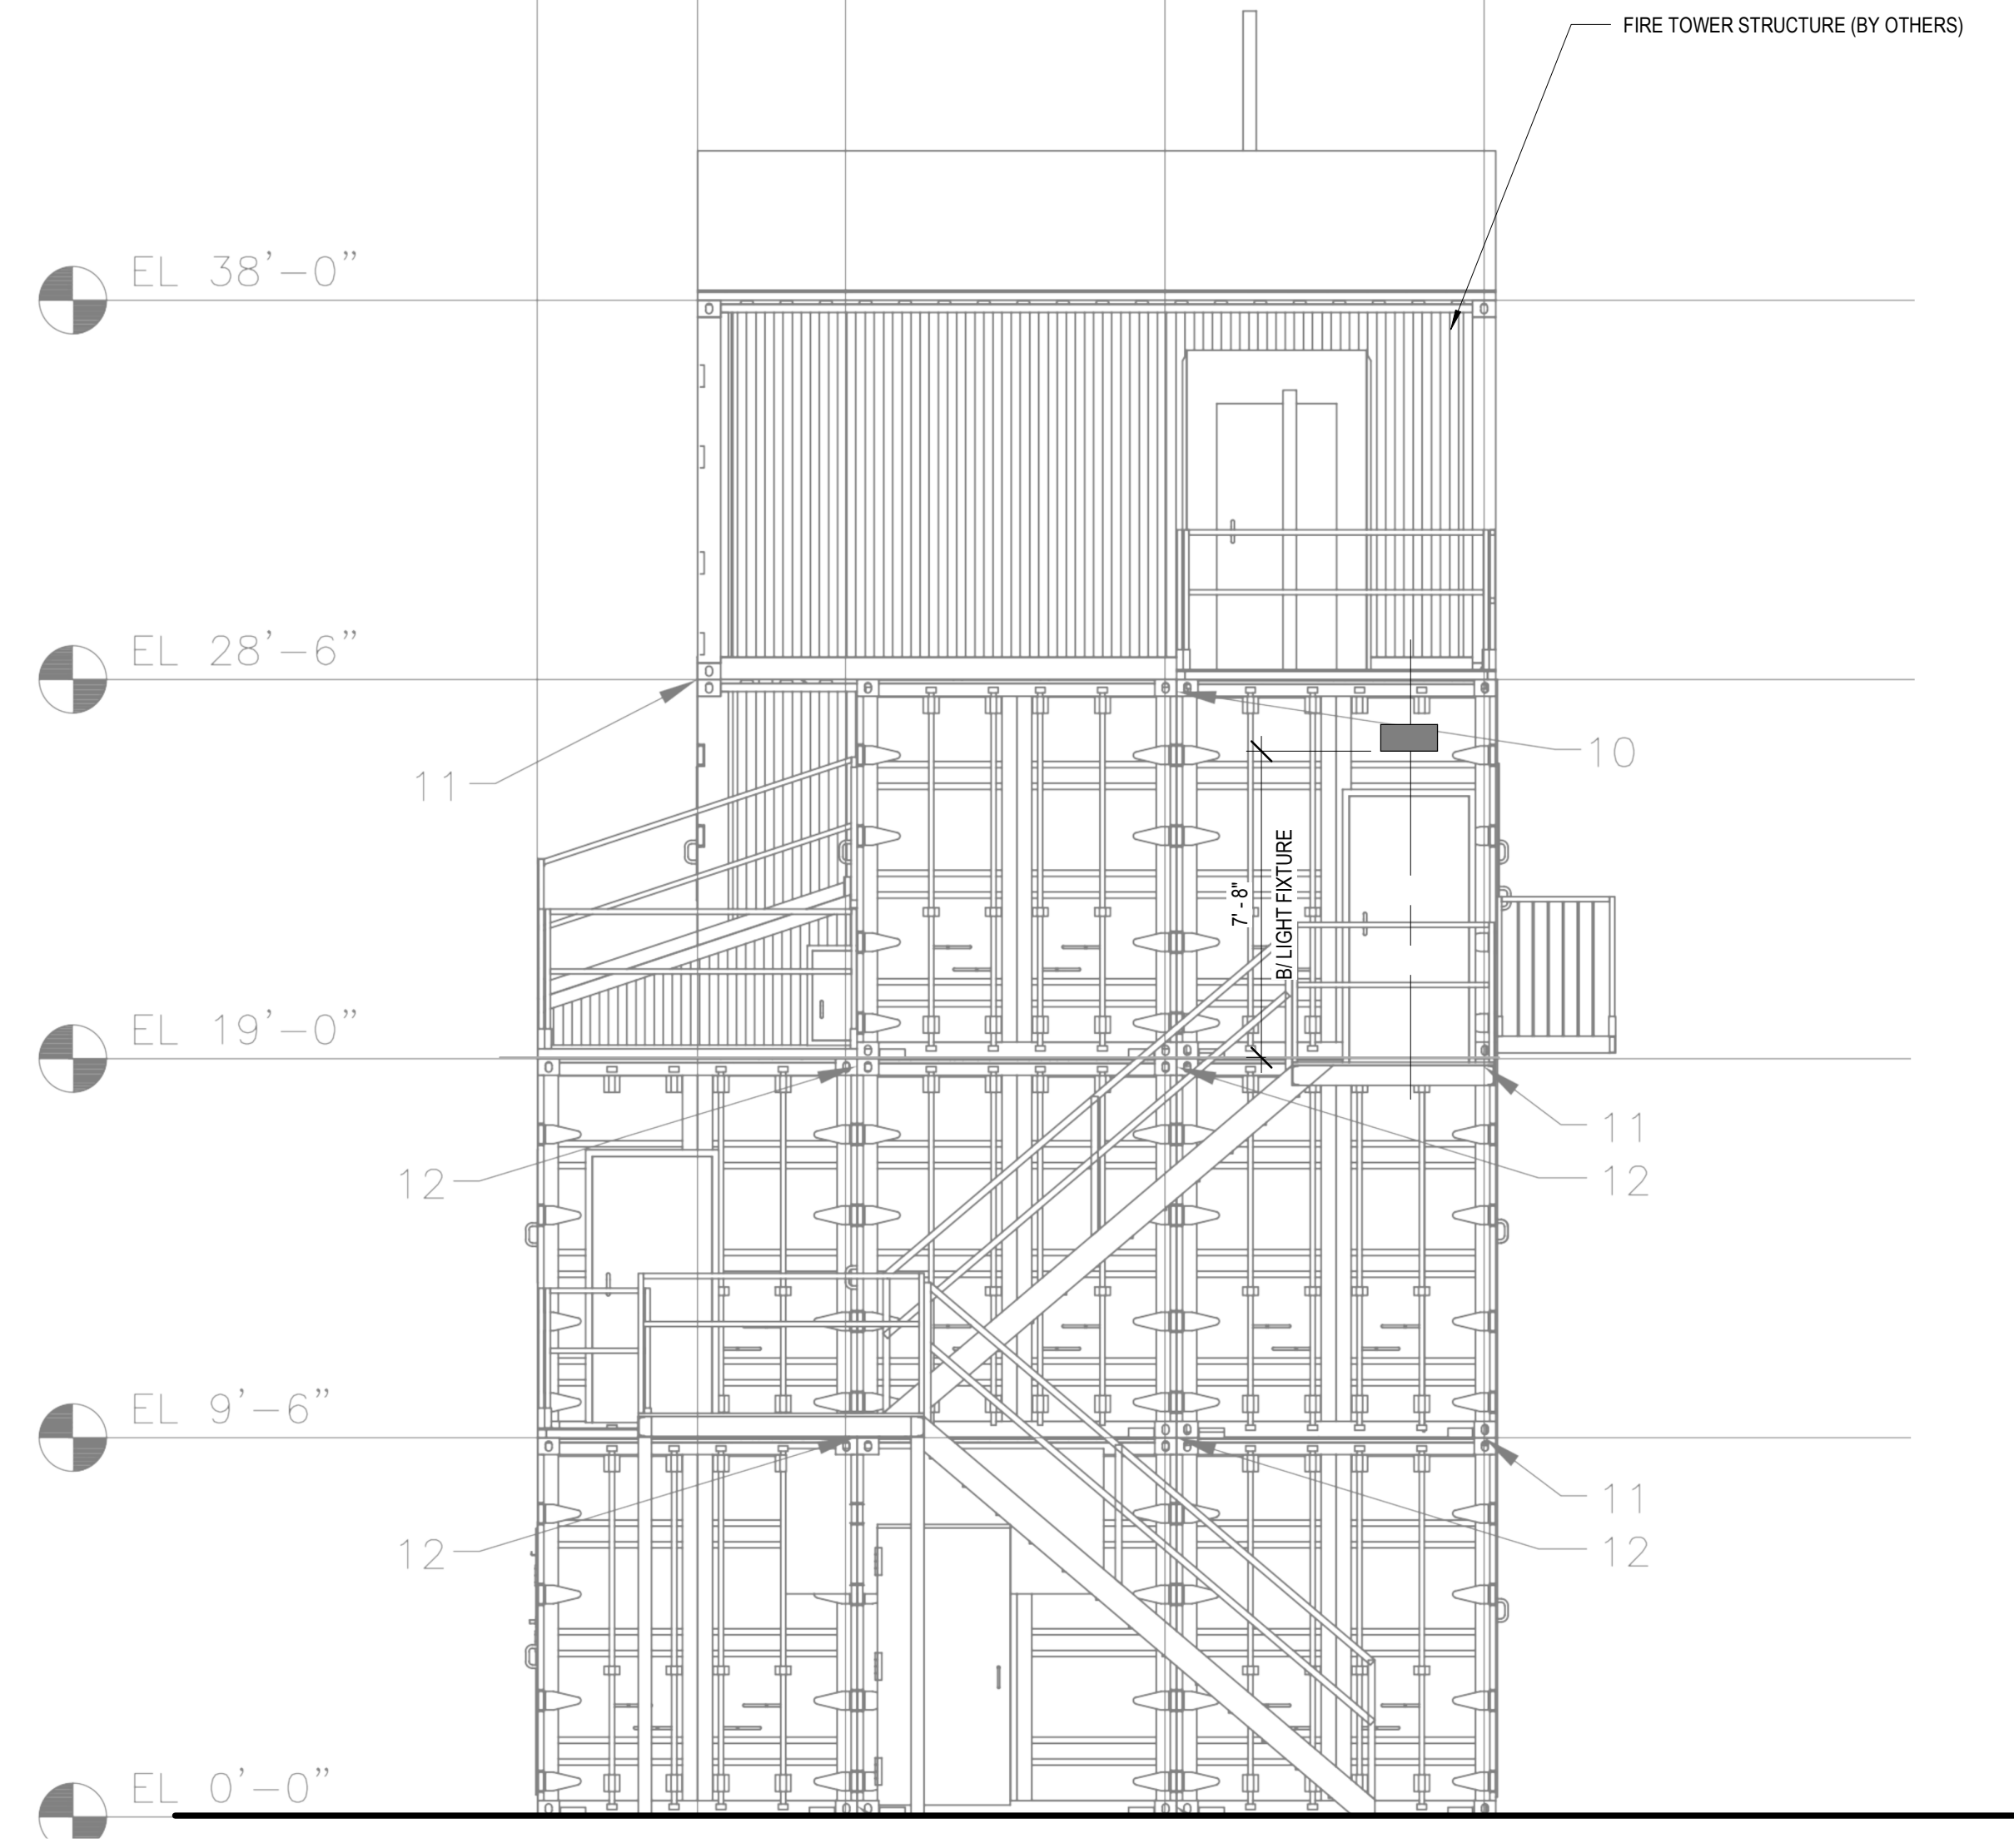 FIRE TOWER STRUCTURE (BY OTHERS)
EL 38'-0"
EL 28'-6"
10
11
7' - 8"
B/ LIGHT FIXTURE
EL 19'-0"
11
12
12
EL 9'-6"
11
12
12
EL 0'-0"